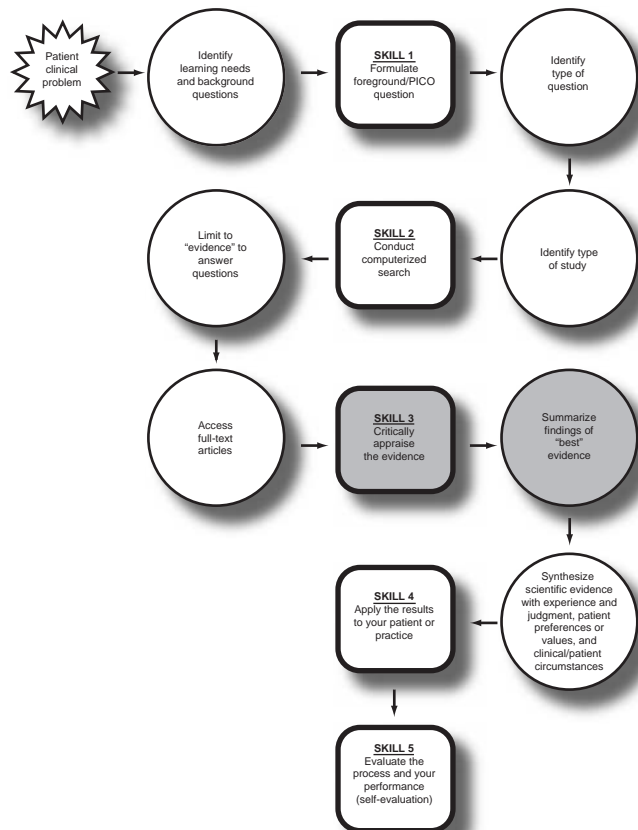 Patient
clinical
problem
Identify
learning needs
and background
questions
SKILL 1
Formulate
foreground/PICO
question
Identify
type of
question
Limit to
“evidence” to
answer
questions
SKILL 2
Conduct
computerized
search
Identify type
of study
Access
full-text
articles
SKILL 3
Critically
appraise
the evidence
Summarize
findings of
“best”
evidence
SKILL 4
Apply the results
to your patient or
practice
Synthesize
scientific evidence
with experience and
judgment, patient
preferences or
values, and
clinical/patient
circumstances
SKILL 5
Evaluate the
process and your
performance
(self-evaluation)